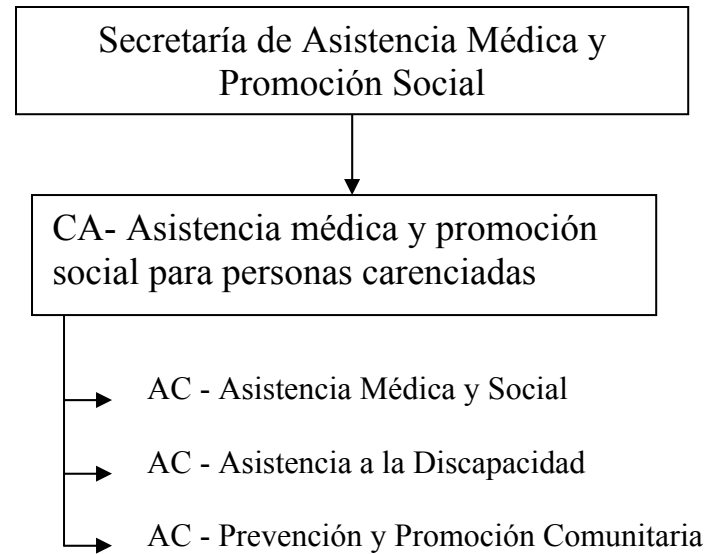 Secretaría de Asistencia Médica y
Promoción Social
CA- Asistencia médica y promoción
social para personas carenciadas
AC - Asistencia Médica y Social
AC - Asistencia a la Discapacidad
AC - Prevención y Promoción Comunitaria